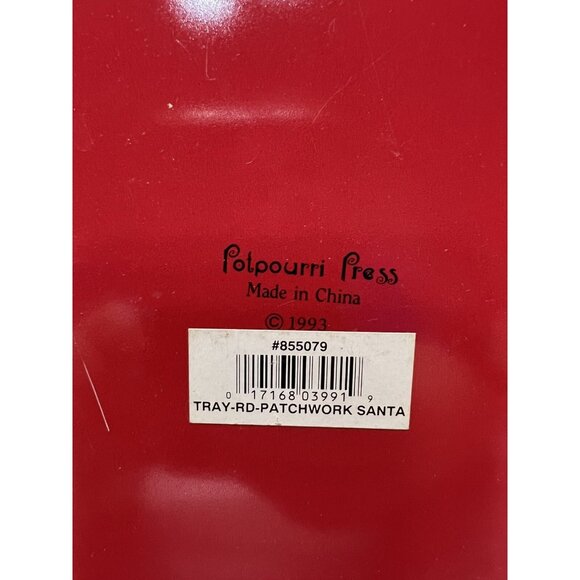 Potpourri Press
Made in China
© 1993
#855079
0 17168 03991 9
TRAY-RD-PATCHWORK SANTA